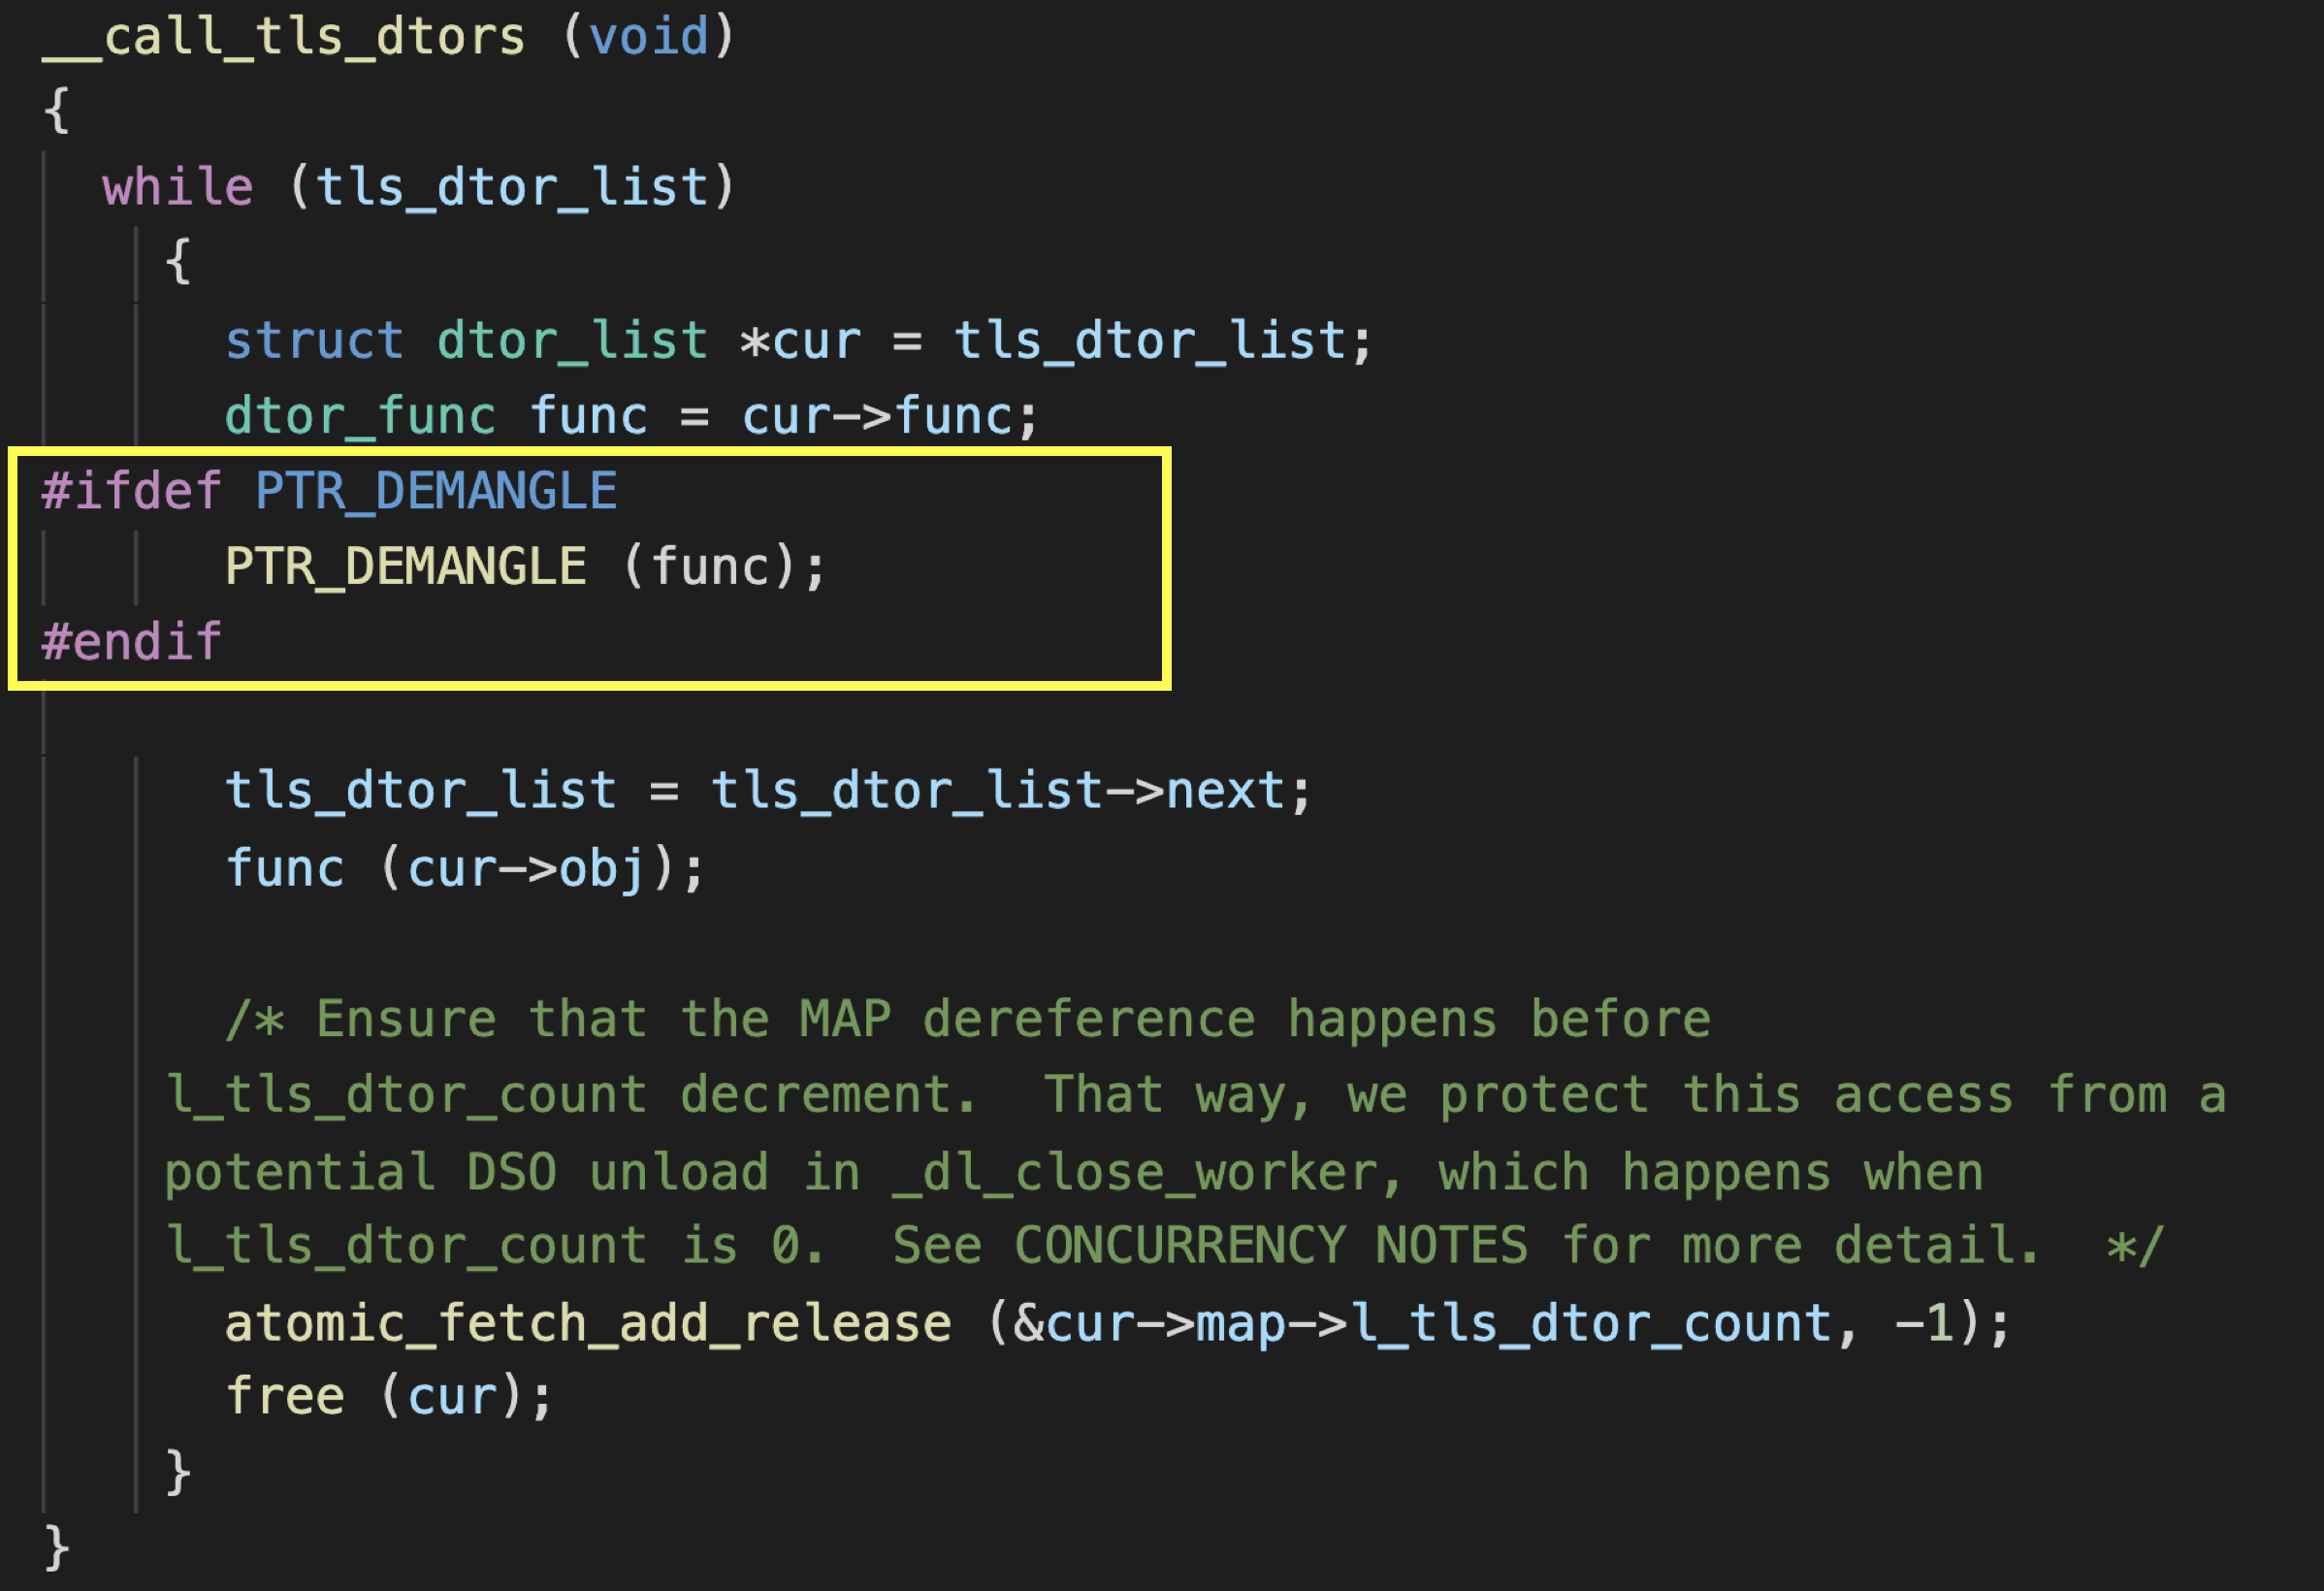 __call_tls_dtors (void)
{
  while (tls_dtor_list)
    {
      struct dtor_list *cur = tls_dtor_list;
      dtor_func func = cur->func;
#ifdef PTR_DEMANGLE
      PTR_DEMANGLE (func);
#endif

      tls_dtor_list = tls_dtor_list->next;
      func (cur->obj);

      /* Ensure that the MAP dereference happens before
    l_tls_dtor_count decrement.  That way, we protect this access from a
    potential DSO unload in _dl_close_worker, which happens when
    l_tls_dtor_count is 0.  See CONCURRENCY NOTES for more detail.  */
      atomic_fetch_add_release (&cur->map->l_tls_dtor_count, -1);
      free (cur);
    }
}